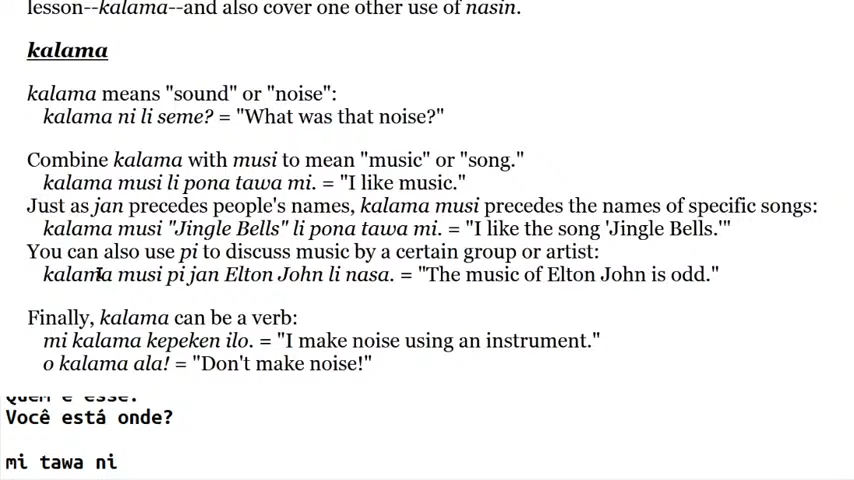 lesson--kalama--and also cover one other use of nasin.
kalama
kalama means "sound" or "noise":
kalama ni li seme? = "What was that noise?"
Combine kalama with musi to mean "music" or "song."
kalama musi li pona tawa mi. = "I like music."
Just as jan precedes people's names, kalama musi precedes the names of specific songs:
kalama musi "Jingle Bells" li pona tawa mi. = "I like the song 'Jingle Bells.'"
You can also use pi to discuss music by a certain group or artist:
kalama musi pi jan Elton John li nasa. = "The music of Elton John is odd."
Finally, kalama can be a verb:
mi kalama kepeken ilo. = "I make noise using an instrument."
o kalama ala! = "Don't make noise!"
Você está onde?
mi tawa ni